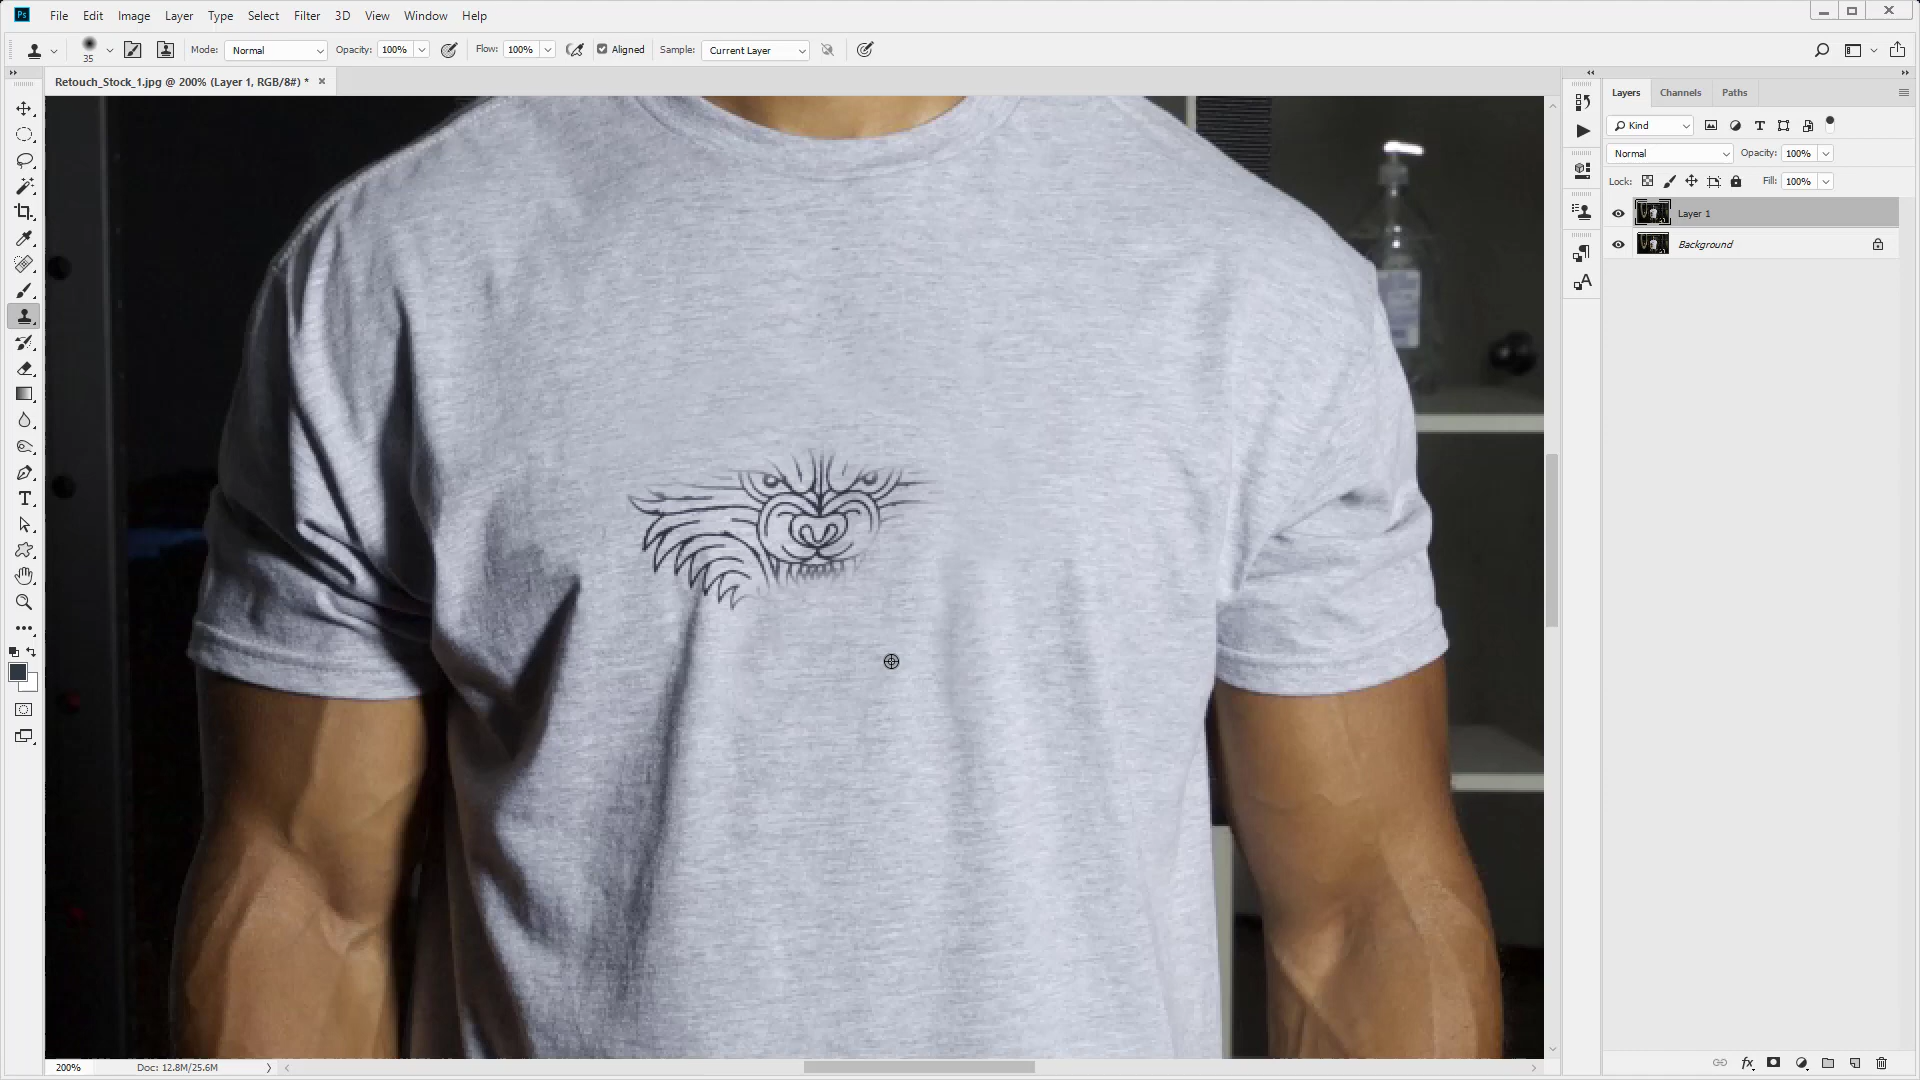 Ps File Edit Image Layer Type Select Filter 3D View Window Help
35 Mode: Normal Opacity: 100% Flow: 100% Aligned Sample: Current Layer
Retouch_Stock_1.jpg @ 200% (Layer 1, RGB/8#) *
Layers Channels Paths
Kind
Normal Opacity: 100%
Lock: Fill: 100%
Layer 1
Background
200% Doc: 12.8M/25.6M